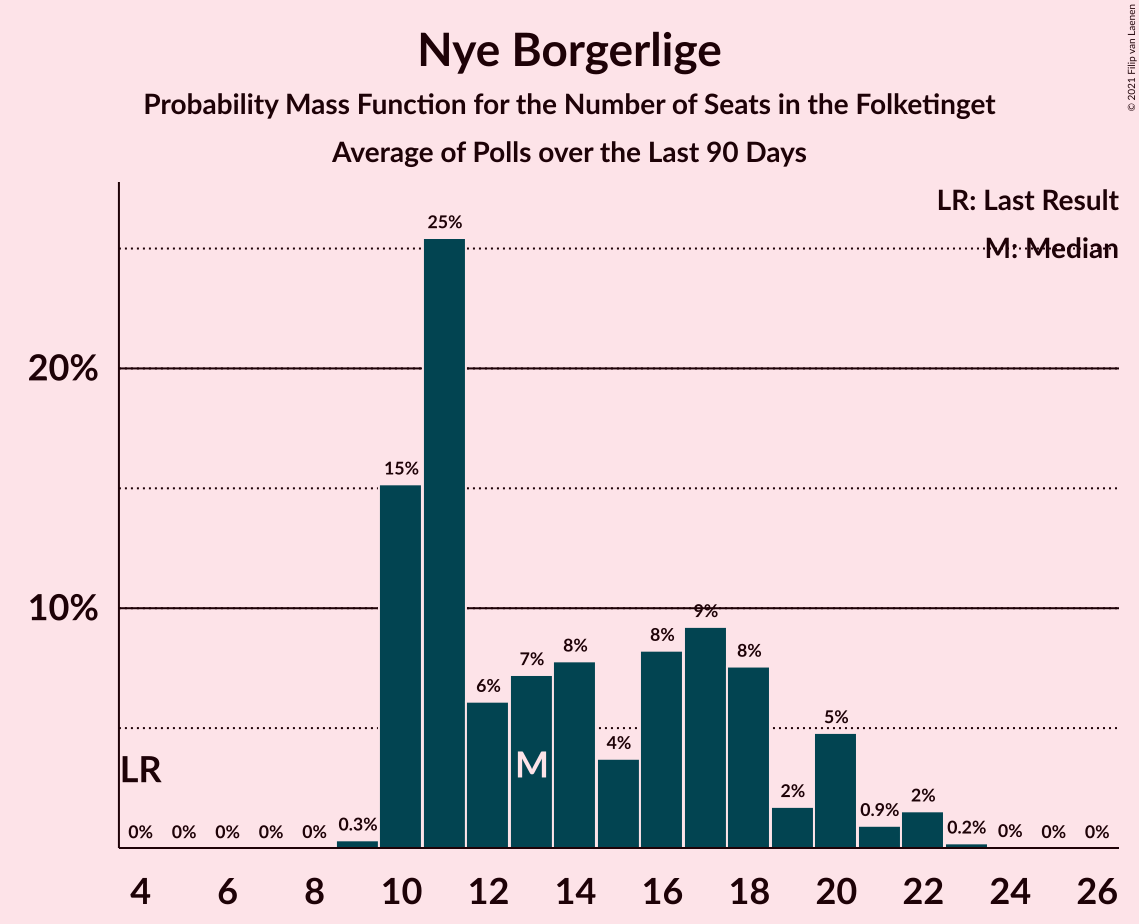 © 2021 Filip van Laenen
Nye Borgerlige
Probability Mass Function for the Number of Seats in the Folketinget
Average of Polls over the Last 90 Days
LR: Last Result
M: Median
25%
20%
15%
10%
9%
8%
8%
8%
7%
6%
5%
4%
M
LR
2%
2%
0.9%
0.3%
0.2%
0% 0% 0% 0% 0% 0% 0% 0%
4 6 8 10 12 14 16 18 20 22 24 26